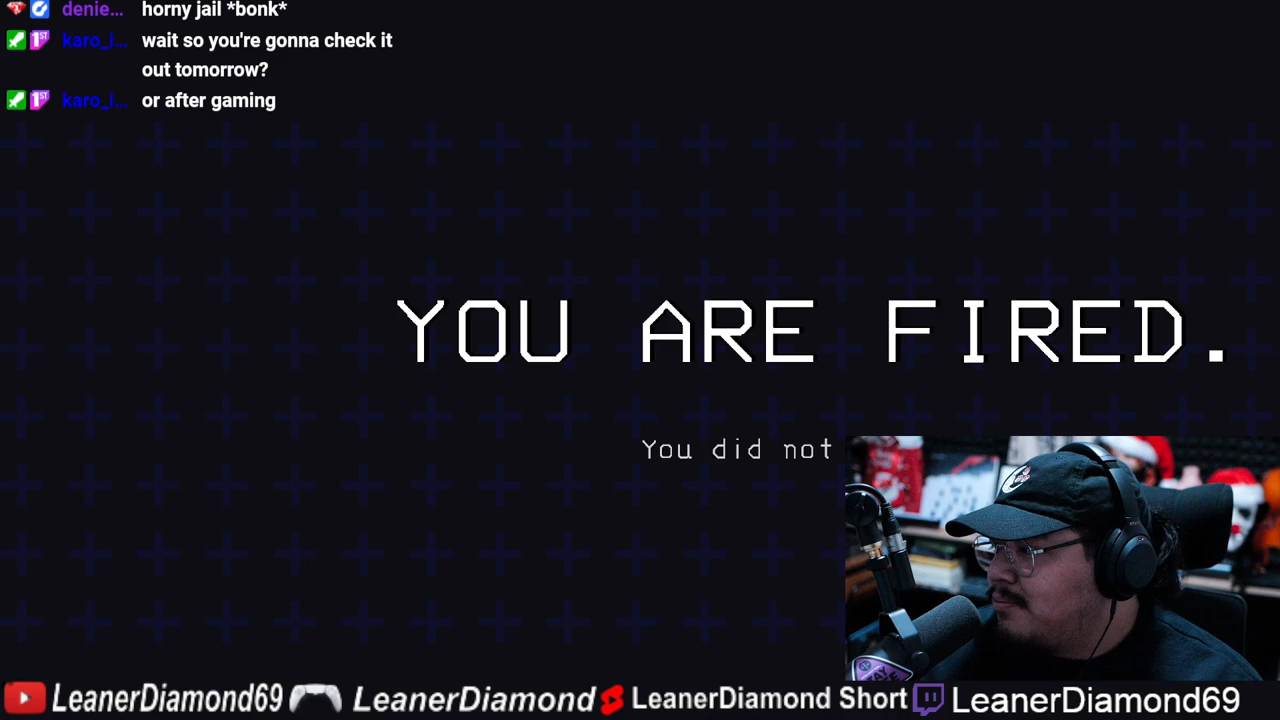 denie... horny jail *bonk*
karo_i... wait so you're gonna check it
out tomorrow?
karo_i... or after gaming
YOU ARE FIRED.
You did not
LeanerDiamond69 LeanerDiamond LeanerDiamond Short LeanerDiamond69